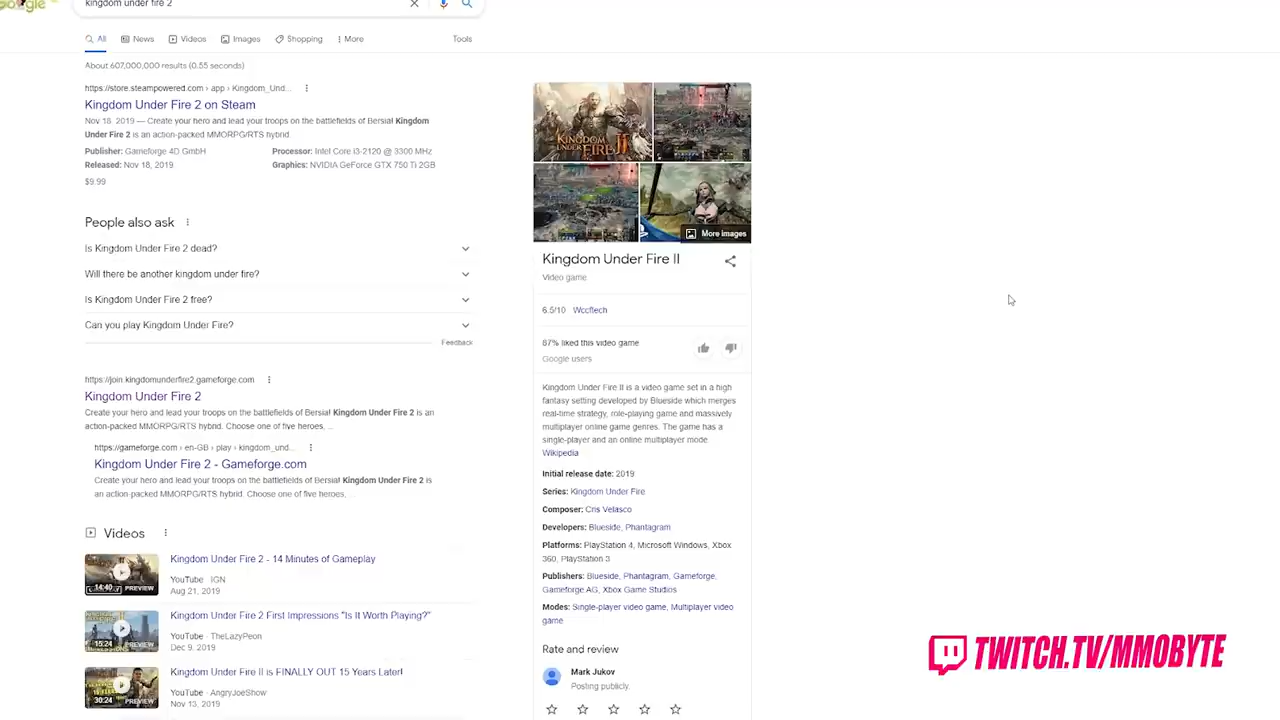 Google
kingdom under fire 2
All
News
Videos
Images
Shopping
More
Tools
About 607,000,000 results (0.55 seconds)
https://store.steampowered.com › app › Kingdom_Und...
Kingdom Under Fire 2 on Steam
Nov 18, 2019 — Create your hero and lead your troops on the battlefields of Bersia! Kingdom
Under Fire 2 is an action-packed MMORPG/RTS hybrid.
Publisher: Gameforge 4D GmbH
Processor: Intel Core i3-2120 @ 3300 MHz
Released: Nov 18, 2019
Graphics: NVIDIA GeForce GTX 750 Ti 2GB
$9.99
People also ask
Is Kingdom Under Fire 2 dead?
Will there be another kingdom under fire?
Is Kingdom Under Fire 2 free?
Can you play Kingdom Under Fire?
Feedback
https://join.kingdomunderfire2.gameforge.com
Kingdom Under Fire 2
Create your hero and lead your troops on the battlefields of Bersia! Kingdom Under Fire 2 is an
action-packed MMORPG/RTS hybrid. Choose one of five heroes, ...
https://gameforge.com › en-GB › play › kingdom_und...
Kingdom Under Fire 2 - Gameforge.com
Create your hero and lead your troops on the battlefields of Bersia! Kingdom Under Fire 2 is
an action-packed MMORPG/RTS hybrid. Choose one of five heroes, ...
Videos
14:40
PREVIEW
Kingdom Under Fire 2 - 14 Minutes of Gameplay
YouTube · IGN
Aug 21, 2019
15:24
PREVIEW
Kingdom Under Fire 2 First Impressions "Is It Worth Playing?"
YouTube · TheLazyPeon
Dec 9, 2019
30:24
PREVIEW
Kingdom Under Fire II is FINALLY OUT 15 Years Later!
YouTube · AngryJoeShow
Nov 13, 2019
KINGDOM
UNDER FIRE II
More images
Kingdom Under Fire II
Video game
6.5/10 Wccftech
87% liked this video game
Google users
Kingdom Under Fire II is a video game set in a high
fantasy setting developed by Blueside which merges
real-time strategy, role-playing game and massively
multiplayer online game genres. The game has a
single-player and an online multiplayer mode.
Wikipedia
Initial release date: 2019
Series: Kingdom Under Fire
Composer: Cris Velasco
Developers: Blueside, Phantagram
Platforms: PlayStation 4, Microsoft Windows, Xbox
360, PlayStation 3
Publishers: Blueside, Phantagram, Gameforge,
Gameforge AG, Xbox Game Studios
Modes: Single-player video game, Multiplayer video
game
Rate and review
Mark Jukov
Posting publicly.
TWITCH.TV/MMOBYTE